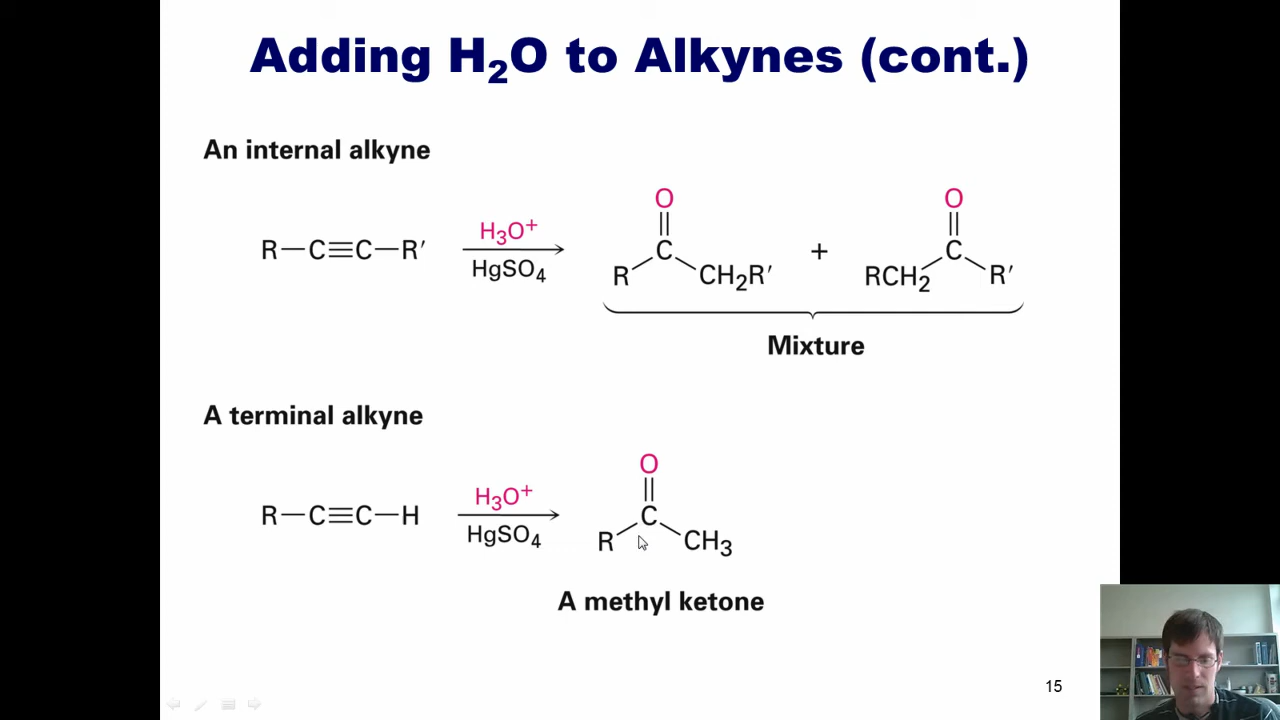 Adding H₂O to Alkynes (cont.)
An internal alkyne
R—C≡C—R′
H₃O⁺
HgSO₄
O
||
C
R
CH₂R′
+
O
||
C
RCH₂
R′
Mixture
A terminal alkyne
R—C≡C—H
H₃O⁺
HgSO₄
O
||
C
R
CH₃
A methyl ketone
15